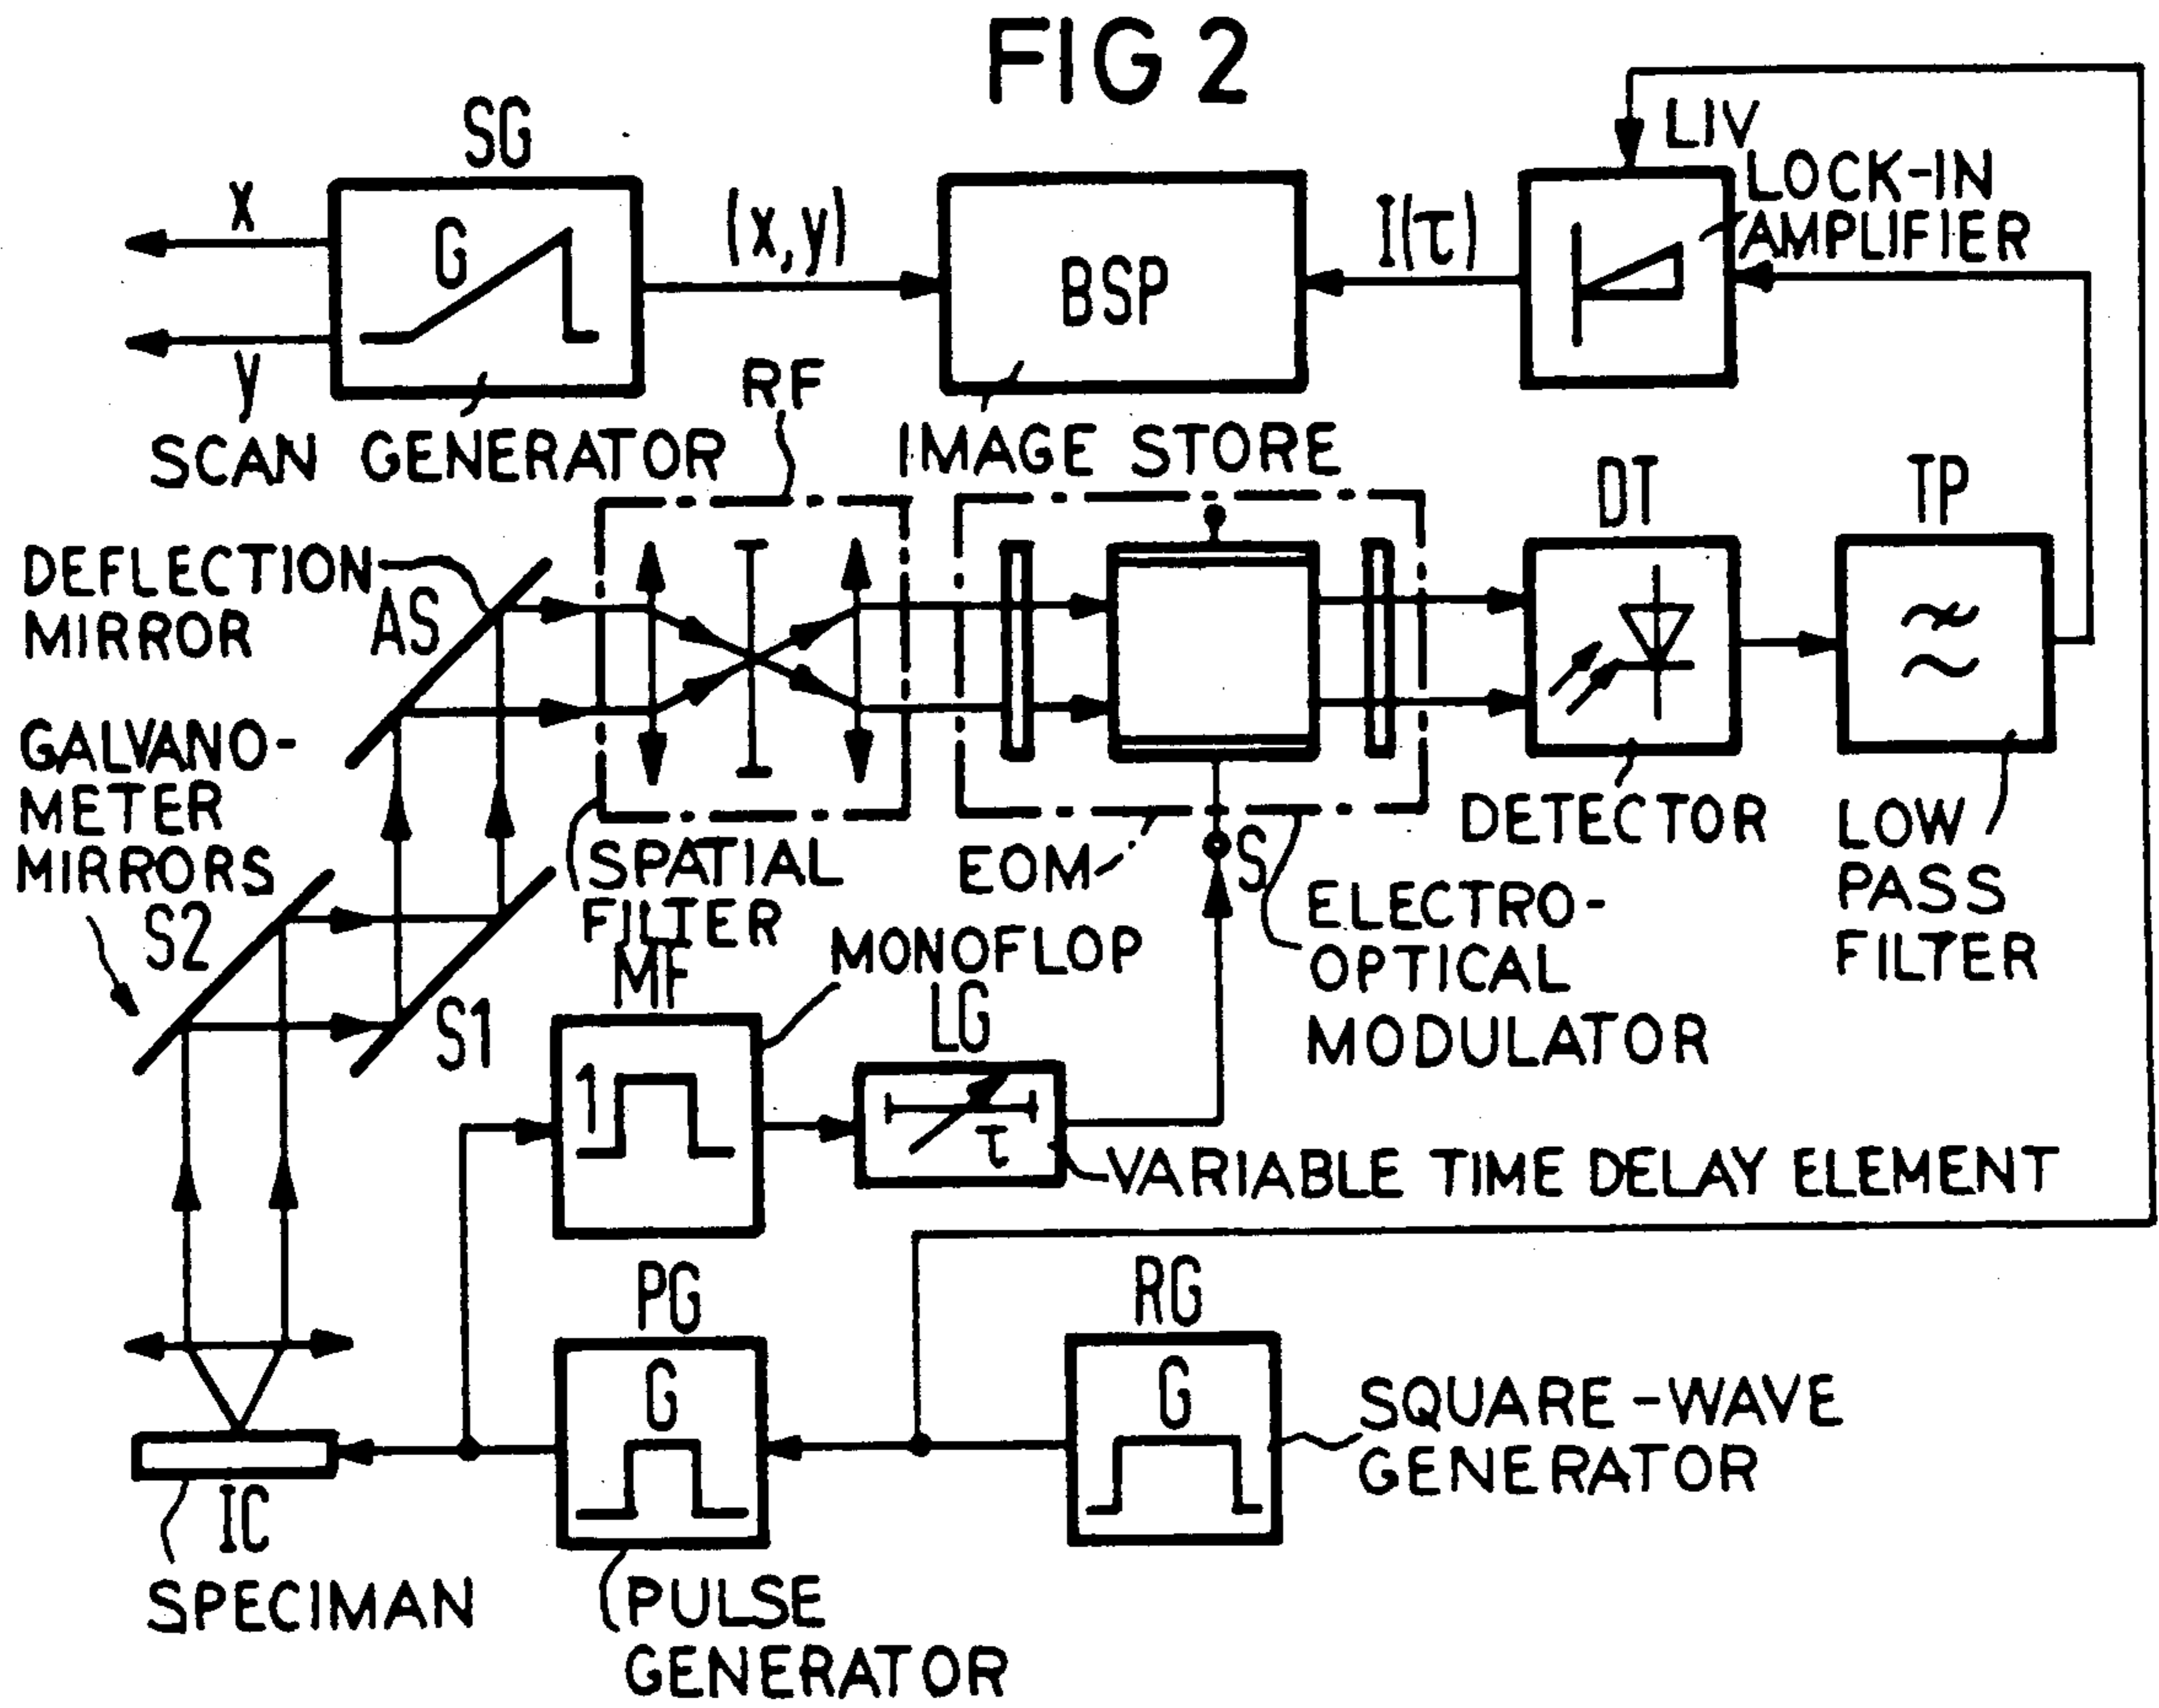 FIG 2
SG
X
G
y
SCAN GENERATOR
(x,y)
BSP
IMAGE STORE
I(τ)
LIV
LOCK-IN
AMPLIFIER
RF
DEFLECTION
MIRROR
AS
DT
TP
GALVANO-
METER
MIRRORS
S2
S1
SPATIAL
FILTER
EOM
S
ELECTRO-
OPTICAL
MODULATOR
DETECTOR
LOW
PASS
FILTER
MF
MONOFLOP
1
LG
τ
VARIABLE TIME DELAY ELEMENT
PG
G
RG
G
SQUARE-WAVE
GENERATOR
IC
SPECIMAN
PULSE
GENERATOR